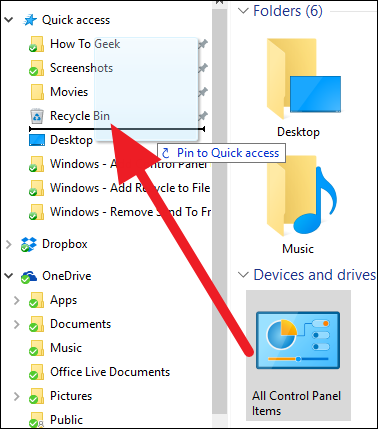 Quick access
How To Geek
Screenshots
Movies
Recycle Bin
Desktop
Pin to Quick access
Windows - Add Control Panel
Windows - Add Recycle to File
Windows - Remove Send To Fr
Dropbox
OneDrive
Apps
Documents
Music
Office Live Documents
Pictures
Public
Folders (6)
Desktop
Music
Devices and drives
All Control Panel
Items